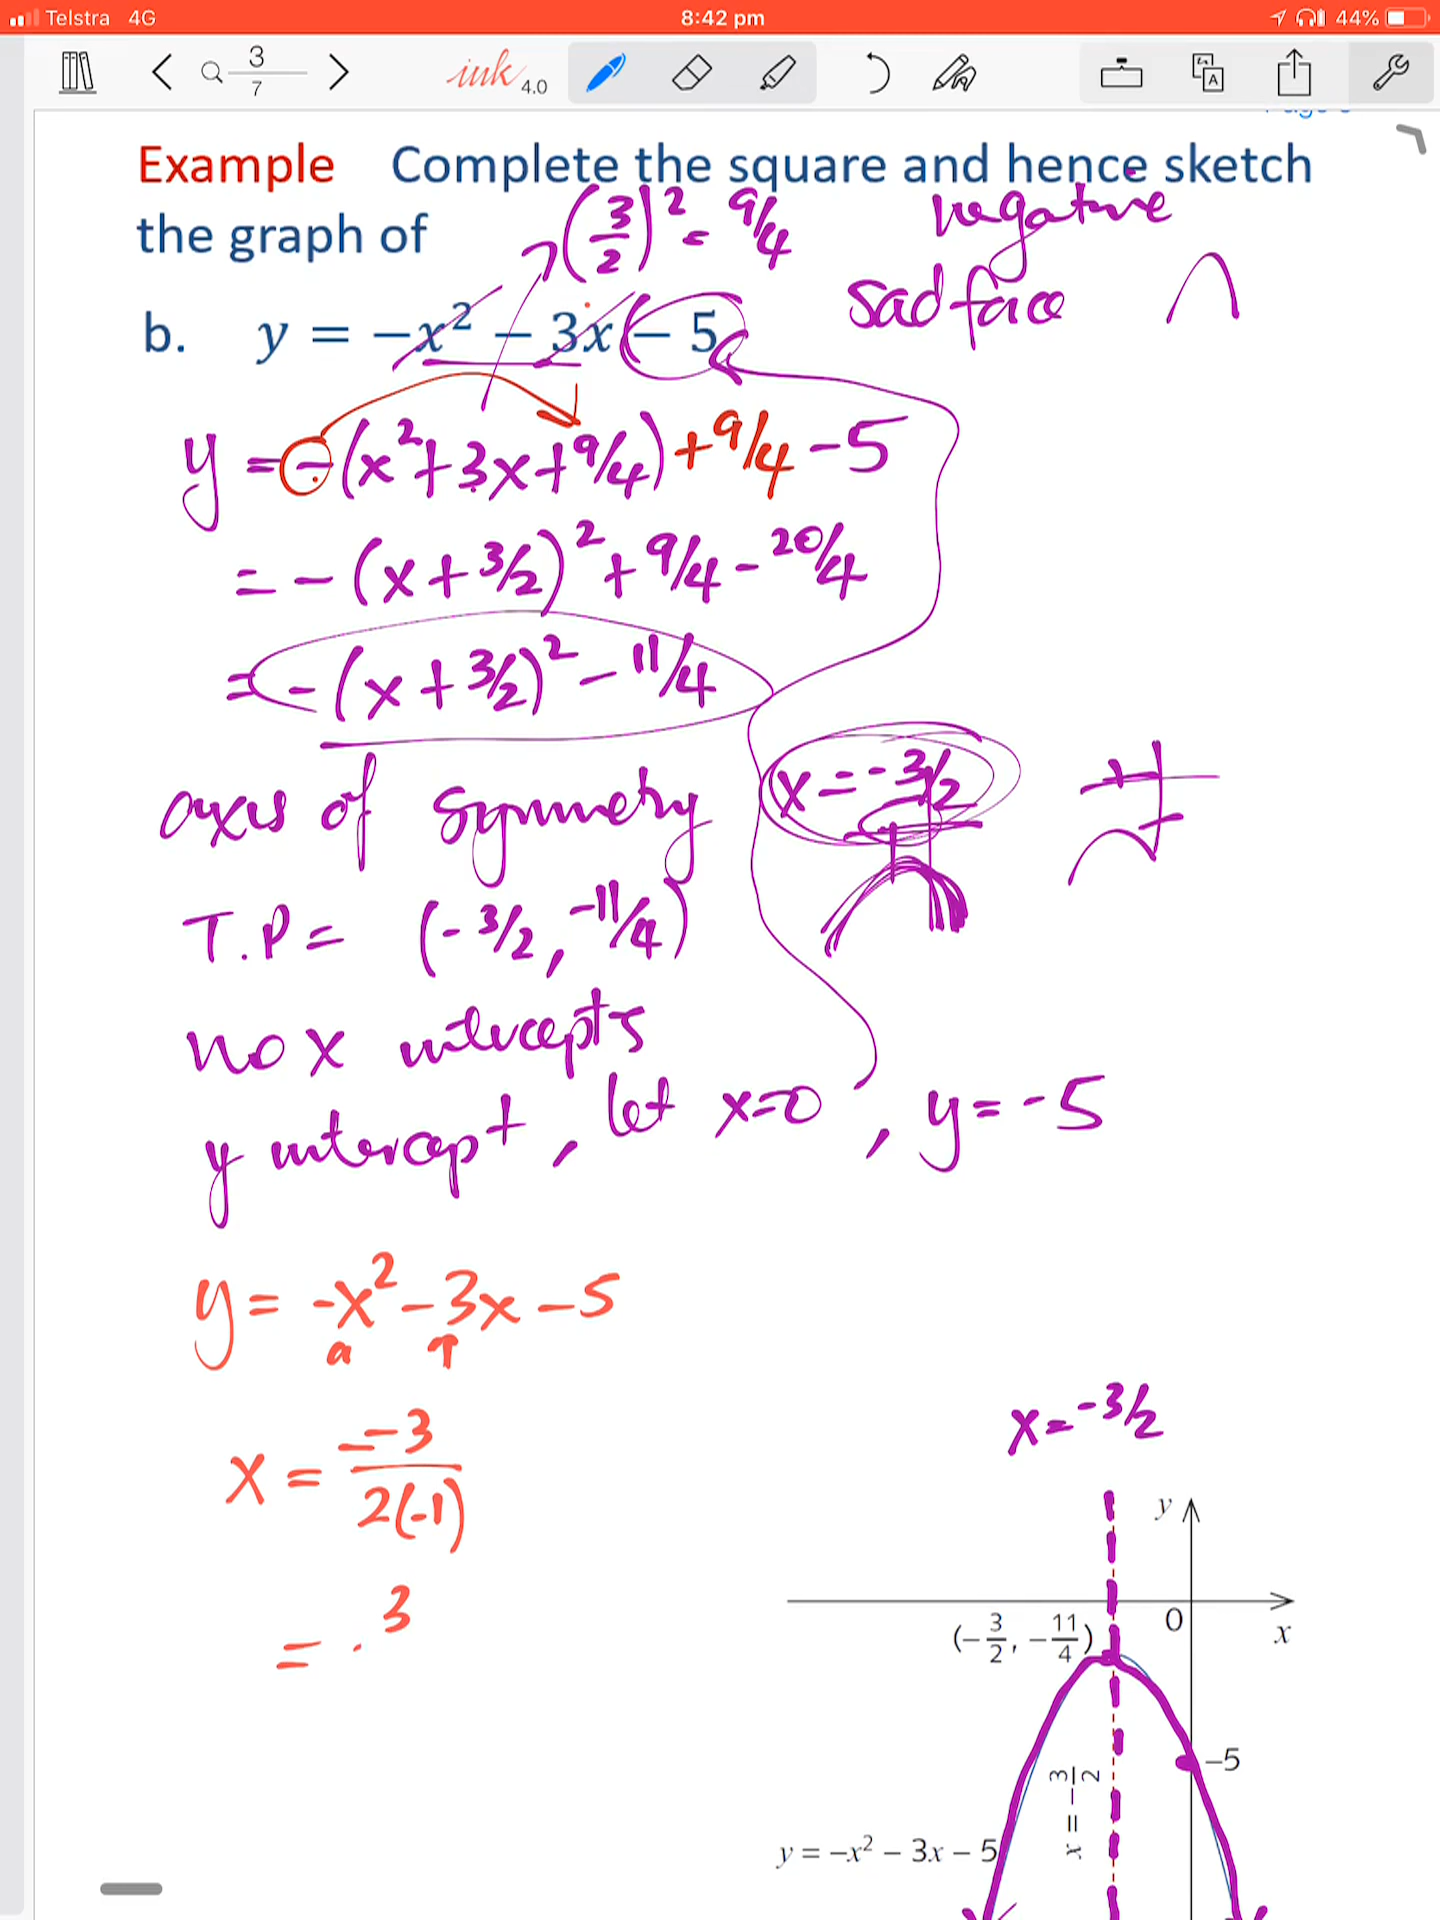 Telstra 4G 8:42 pm 44%
3
7
ink 4.0
Example Complete the square and hence sketch
the graph of
(3/2)² = 9/4
negative
sad face
b. y = −x² − 3x − 5
y = −(x² + 3x + 9/4) + 9/4 − 5
= −(x + 3/2)² + 9/4 − 20/4
= −(x + 3/2)² − 11/4
axis of symmetry x = −3/2
T.P = (−3/2, −11/4)
no x intercepts
y intercept, let x=0, y = −5
y = −x² − 3x − 5
a
x = −−3/2(−1)
= . 3
x = −3/2
y
0
x
(−3/2, −11/4)
−5
x = −3/2
y = −x² − 3x − 5